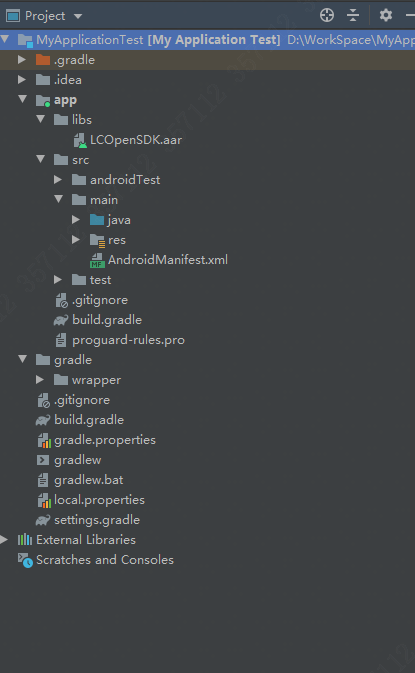 Project
MyApplicationTest [My Application Test] D:\WorkSpace\MyApp
.gradle
.idea
app
libs
LCOpenSDK.aar
src
androidTest
main
java
res
AndroidManifest.xml
test
.gitignore
build.gradle
proguard-rules.pro
gradle
wrapper
.gitignore
build.gradle
gradle.properties
gradlew
gradlew.bat
local.properties
settings.gradle
External Libraries
Scratches and Consoles